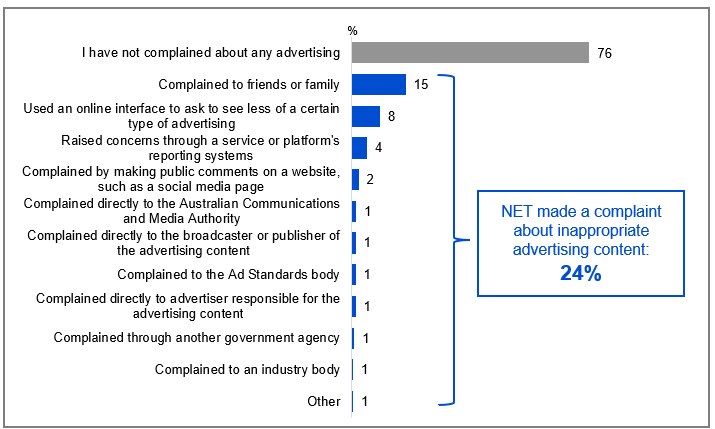 %
I have not complained about any advertising 76
Complained to friends or family 15
Used an online interface to ask to see less of a certain
type of advertising 8
Raised concerns through a service or platform's
reporting systems 4
Complained by making public comments on a website,
such as a social media page 2
Complained directly to the Australian Communications
and Media Authority 1
Complained directly to the broadcaster or publisher of
the advertising content 1
Complained to the Ad Standards body 1
Complained directly to advertiser responsible for the
advertising content 1
Complained through another government agency 1
Complained to an industry body 1
Other 1
NET made a complaint
about inappropriate
advertising content:
24%